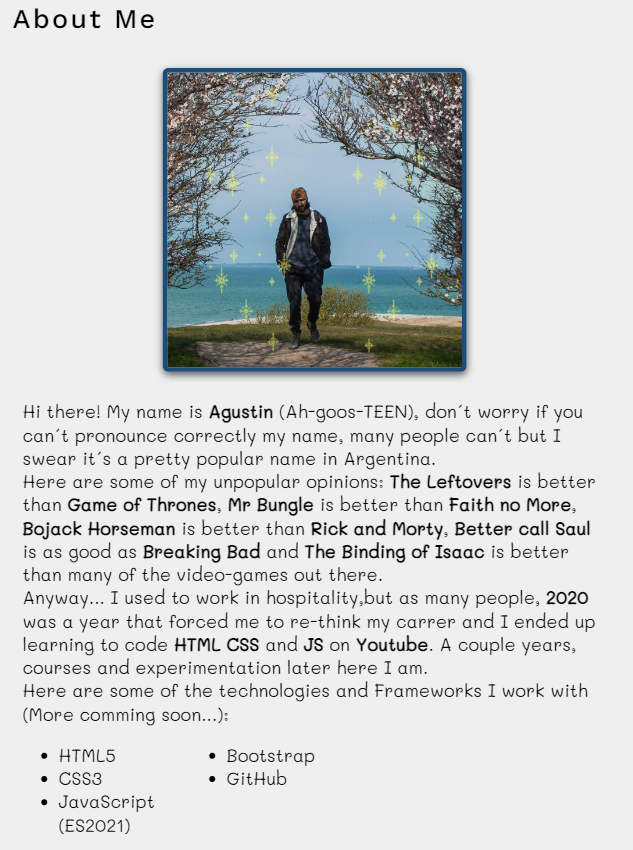 About Me
Hi there! My name is Agustin (Ah-goos-TEEN), don´t worry if you
can´t pronounce correctly my name, many people can´t but I
swear it´s a pretty popular name in Argentina.
Here are some of my unpopular opinions: The Leftovers is better
than Game of Thrones, Mr Bungle is better than Faith no More,
Bojack Horseman is better than Rick and Morty, Better call Saul
is as good as Breaking Bad and The Binding of Isaac is better
than many of the video-games out there.
Anyway... I used to work in hospitality,but as many people, 2020
was a year that forced me to re-think my carrer and I ended up
learning to code HTML CSS and JS on Youtube. A couple years,
courses and experimentation later here I am.
Here are some of the technologies and Frameworks I work with
(More comming soon...):
• HTML5
• CSS3
• JavaScript
(ES2021)
• Bootstrap
• GitHub